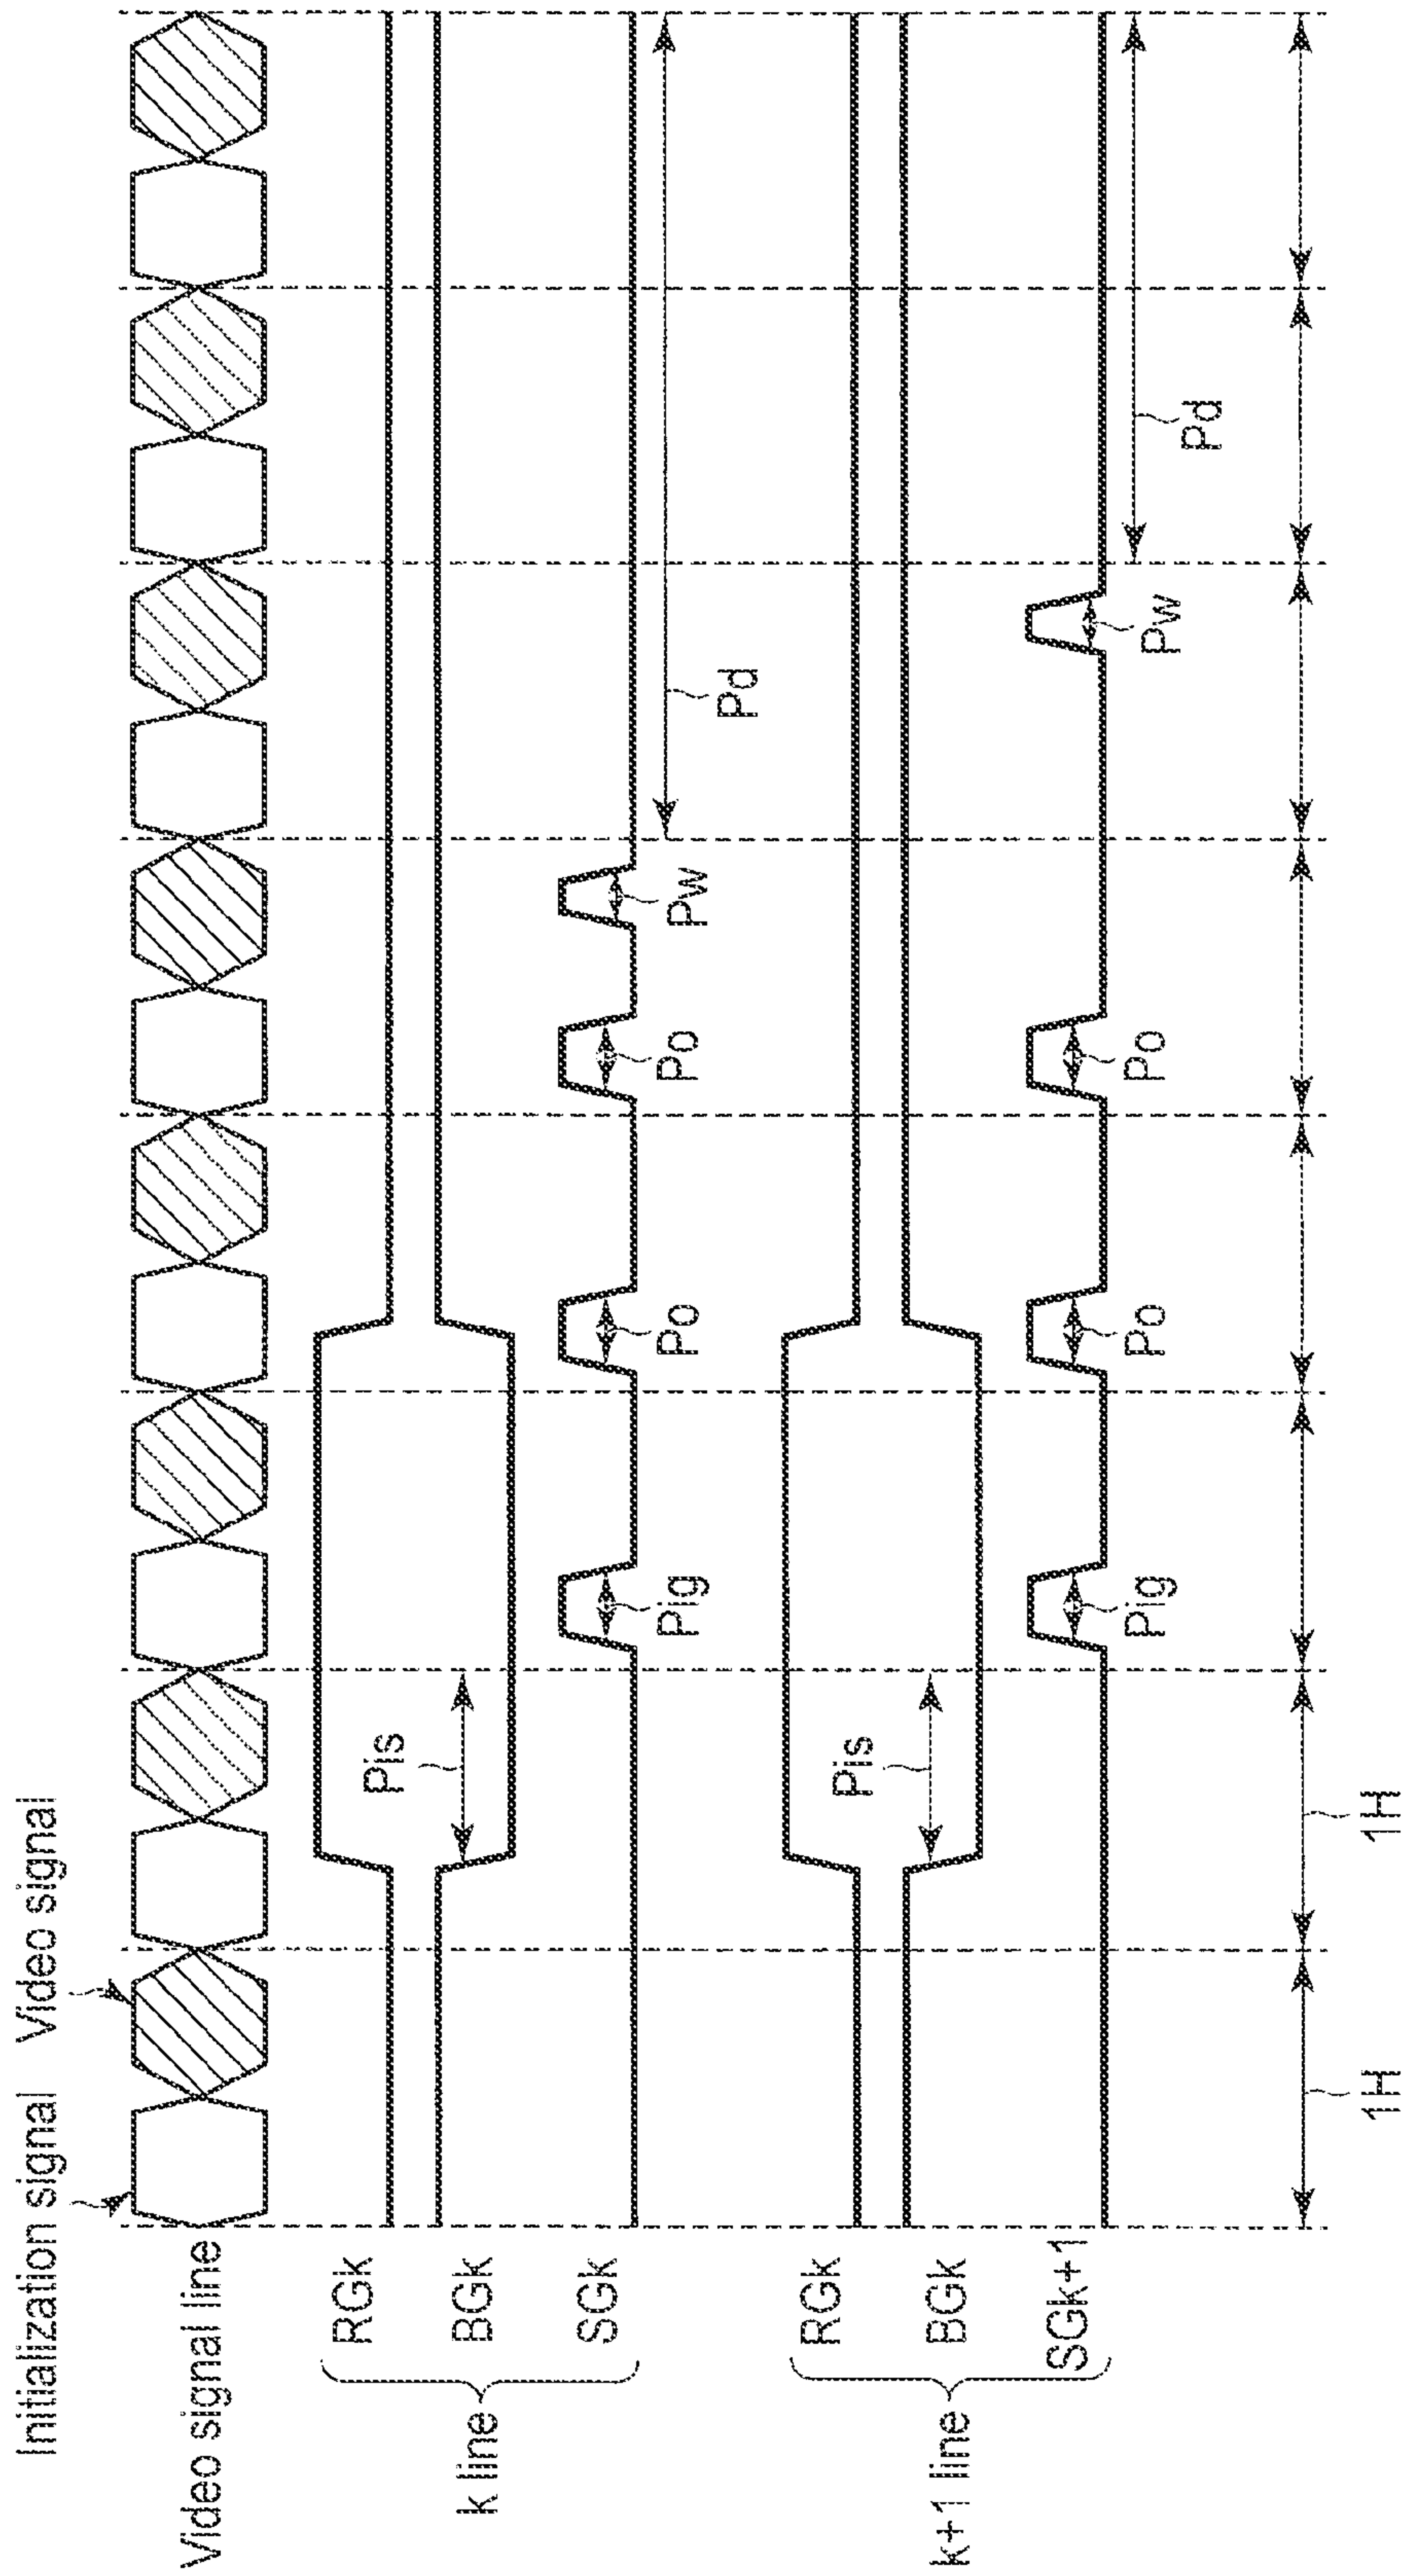 Initialization signal
Video signal
Video signal line
k line
RGk
BGk
Pis
SGk
Pig
Po
Po
Pw
Pd
k+1 line
RGk
BGk
Pis
SGk+1
Pig
Po
Po
Pw
Pd
1H
1H